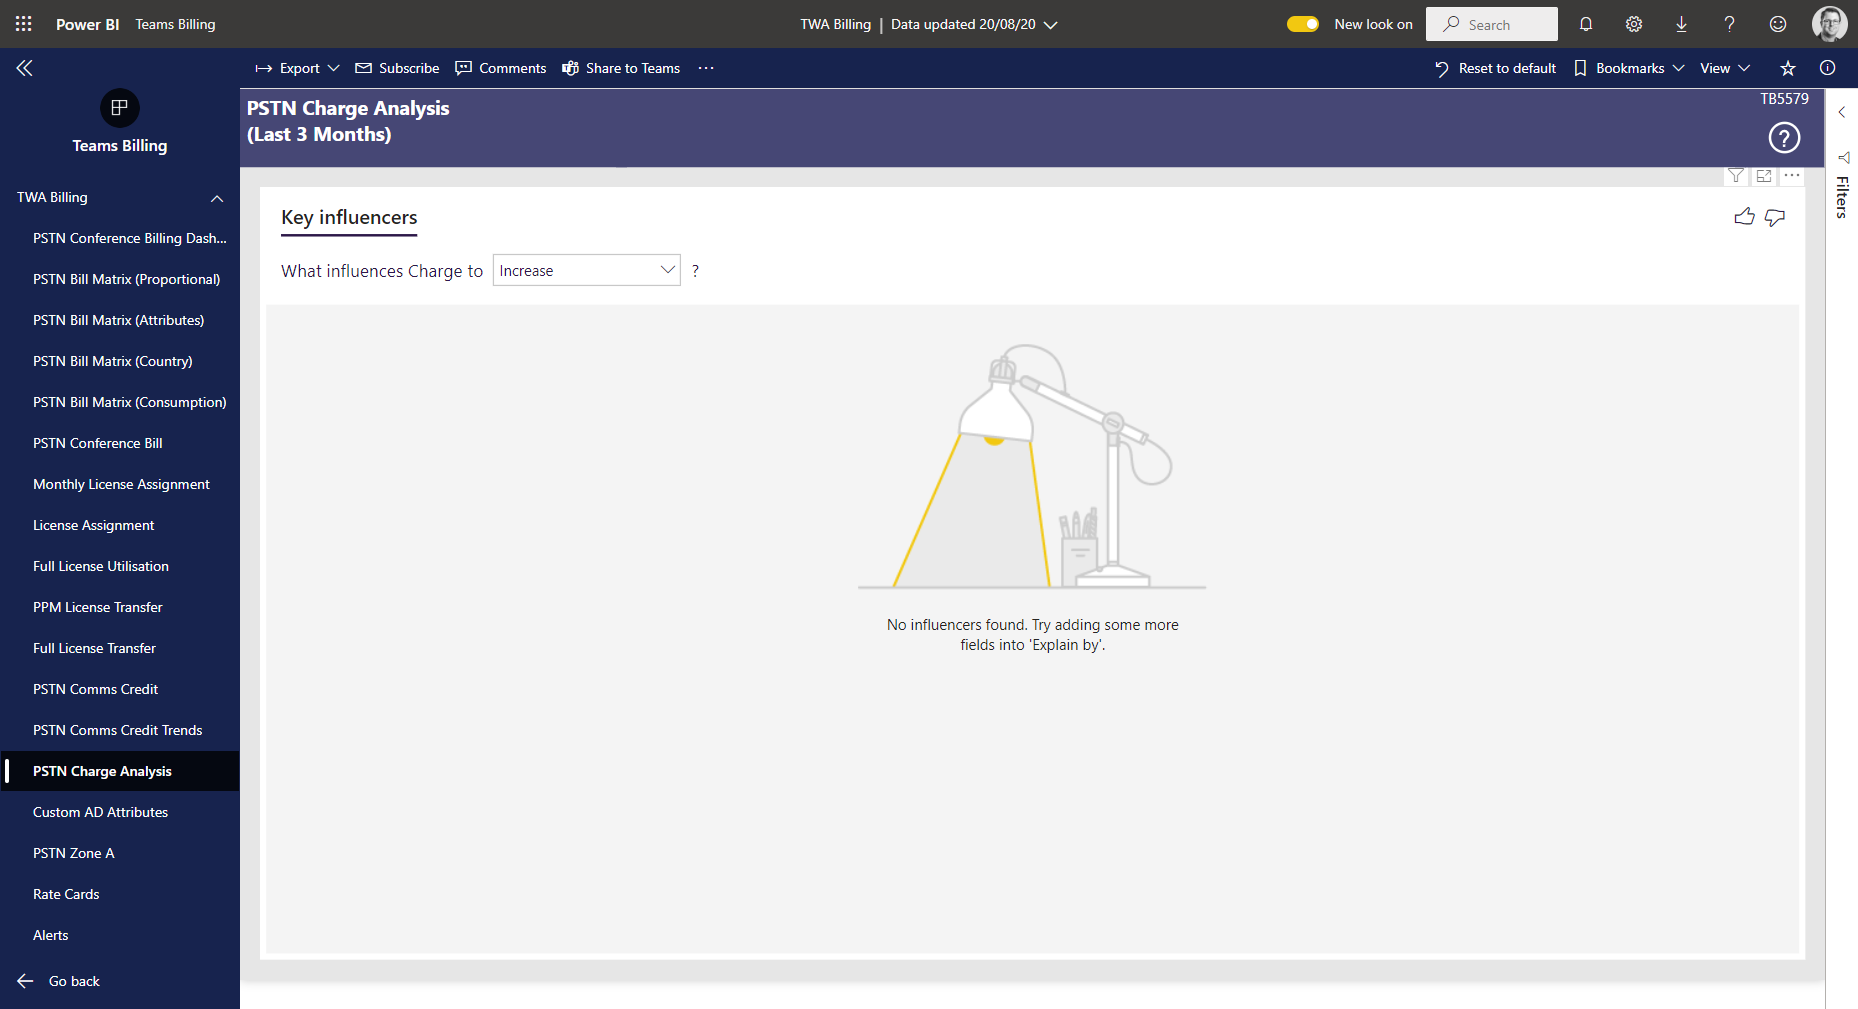 Power BI Teams Billing
TWA Billing | Data updated 20/08/20
New look on
Search
Export Subscribe Comments Share to Teams ...
Reset to default Bookmarks View
Teams Billing
TWA Billing
PSTN Conference Billing Dash...
PSTN Bill Matrix (Proportional)
PSTN Bill Matrix (Attributes)
PSTN Bill Matrix (Country)
PSTN Bill Matrix (Consumption)
PSTN Conference Bill
Monthly License Assignment
License Assignment
Full License Utilisation
PPM License Transfer
Full License Transfer
PSTN Comms Credit
PSTN Comms Credit Trends
PSTN Charge Analysis
Custom AD Attributes
PSTN Zone A
Rate Cards
Alerts
Go back
PSTN Charge Analysis
(Last 3 Months)
TB5579
?
Key influencers
What influences Charge to Increase ?
No influencers found. Try adding some more
fields into 'Explain by'.
Filters